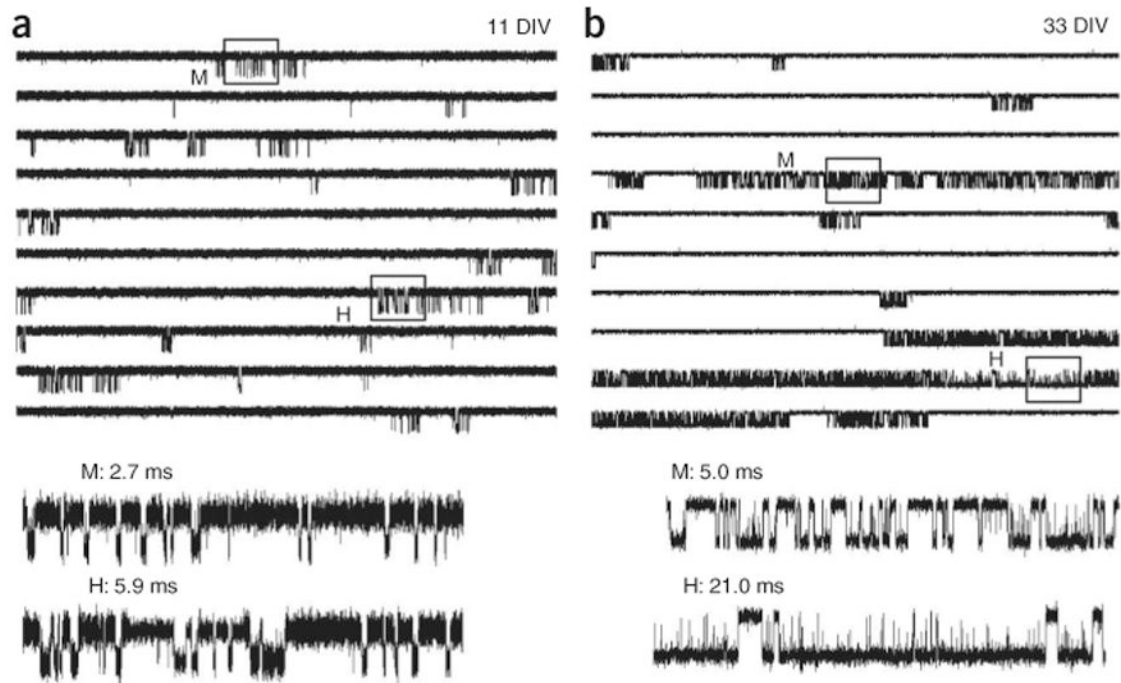 a
11 DIV
M
H
M: 2.7 ms
H: 5.9 ms
b
33 DIV
M
H
M: 5.0 ms
H: 21.0 ms